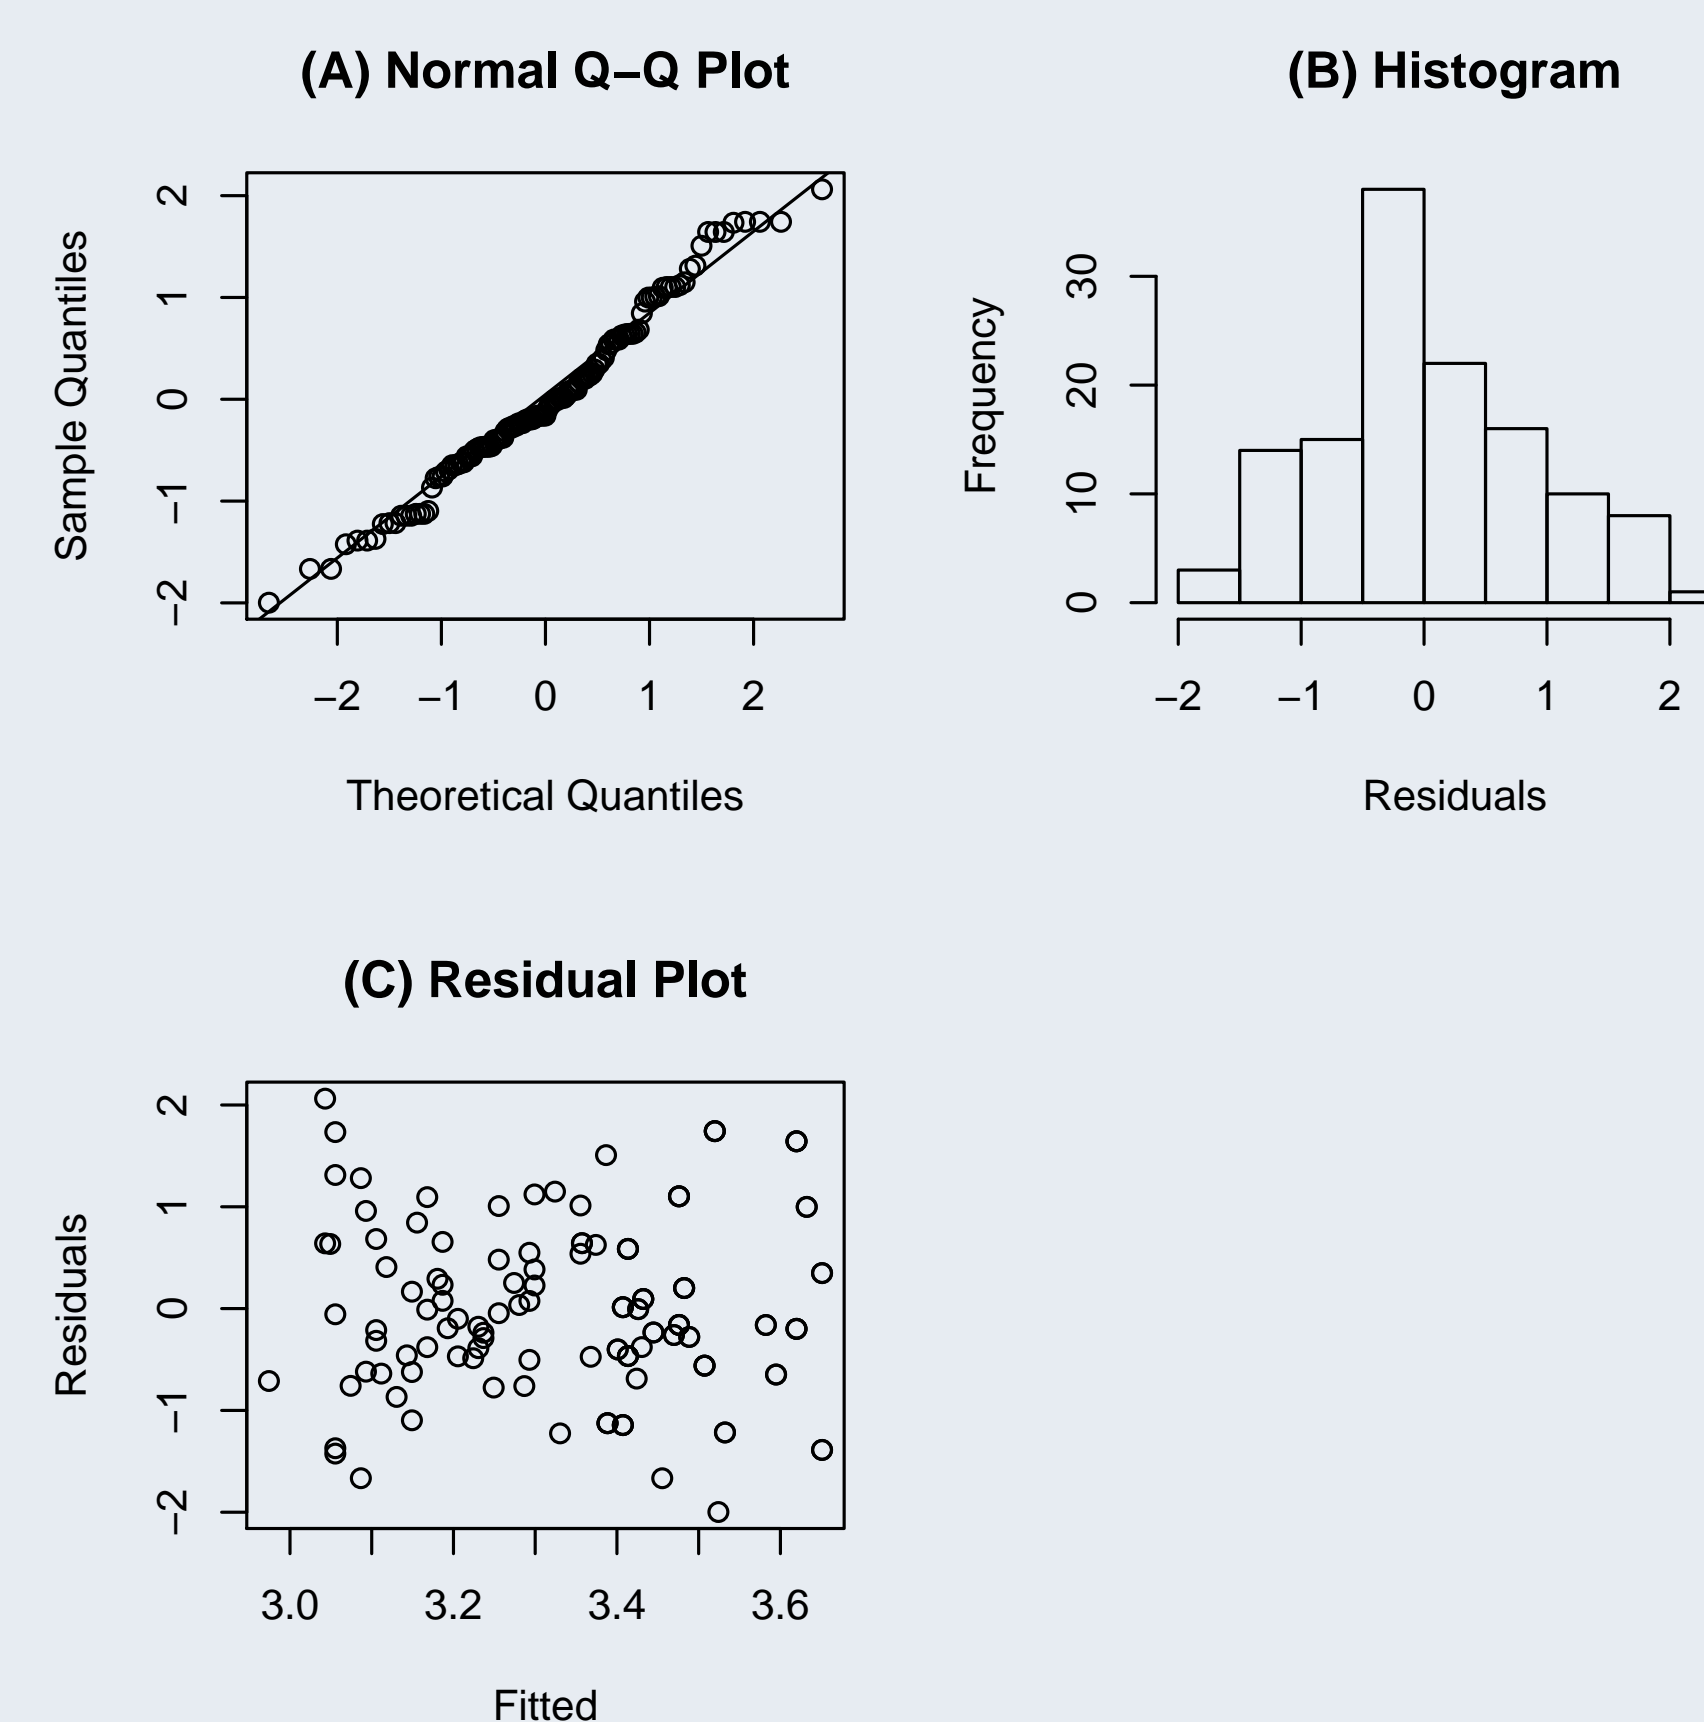 (A) Normal Q−Q Plot
Sample Quantiles
2
1
0
−1
−2
−2 −1 0 1 2
Theoretical Quantiles
(B) Histogram
Frequency
30
20
10
0
−2 −1 0 1 2
Residuals
(C) Residual Plot
Residuals
2
1
0
−1
−2
3.0 3.2 3.4 3.6
Fitted